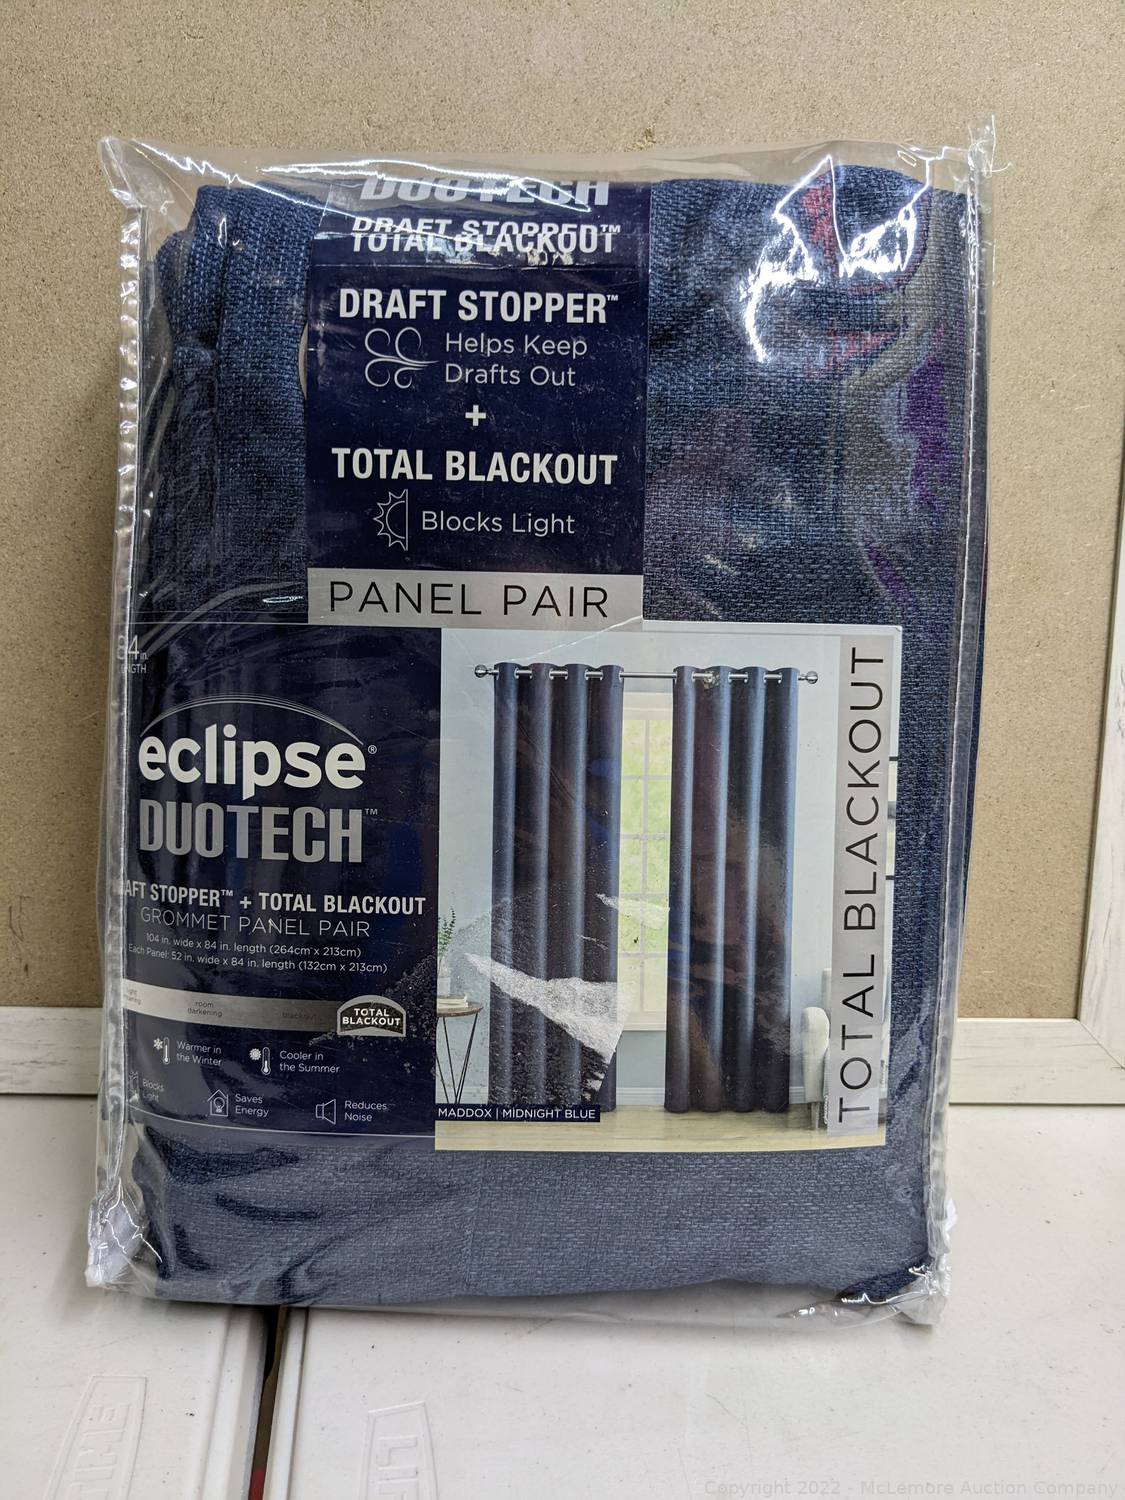 DUOTECH
DRAFT STOPPER™
TOTAL BLACKOUT
DRAFT STOPPER™
Helps Keep
Drafts Out
+
TOTAL BLACKOUT
Blocks Light
PANEL PAIR
84 in.
eclipse®
DUOTECH™
AFT STOPPER™ + TOTAL BLACKOUT
GROMMET PANEL PAIR
104 in. wide x 84 in. length (264cm x 213cm)
Each Panel: 52 in. wide x 84 in. length (132cm x 213cm)
room
darkening
blackout
TOTAL
BLACKOUT
Warmer in
the Winter
Cooler in
the Summer
Blocks
Light
Saves
Energy
Reduces
Noise
MADDOX | MIDNIGHT BLUE
TOTAL BLACKOUT
Copyright 2022 - McLemore Auction Company